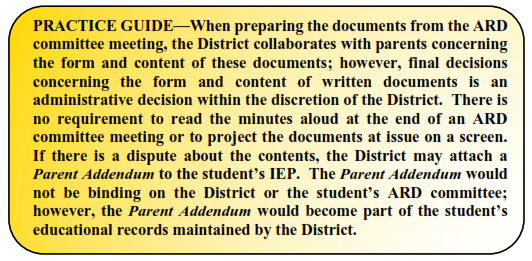 PRACTICE GUIDE—When preparing the documents from the ARD
committee meeting, the District collaborates with parents concerning
the form and content of these documents; however, final decisions
concerning the form and content of written documents is an
administrative decision within the discretion of the District. There is
no requirement to read the minutes aloud at the end of an ARD
committee meeting or to project the documents at issue on a screen.
If there is a dispute about the contents, the District may attach a
Parent Addendum to the student's IEP. The Parent Addendum would
not be binding on the District or the student's ARD committee;
however, the Parent Addendum would become part of the student's
educational records maintained by the District.